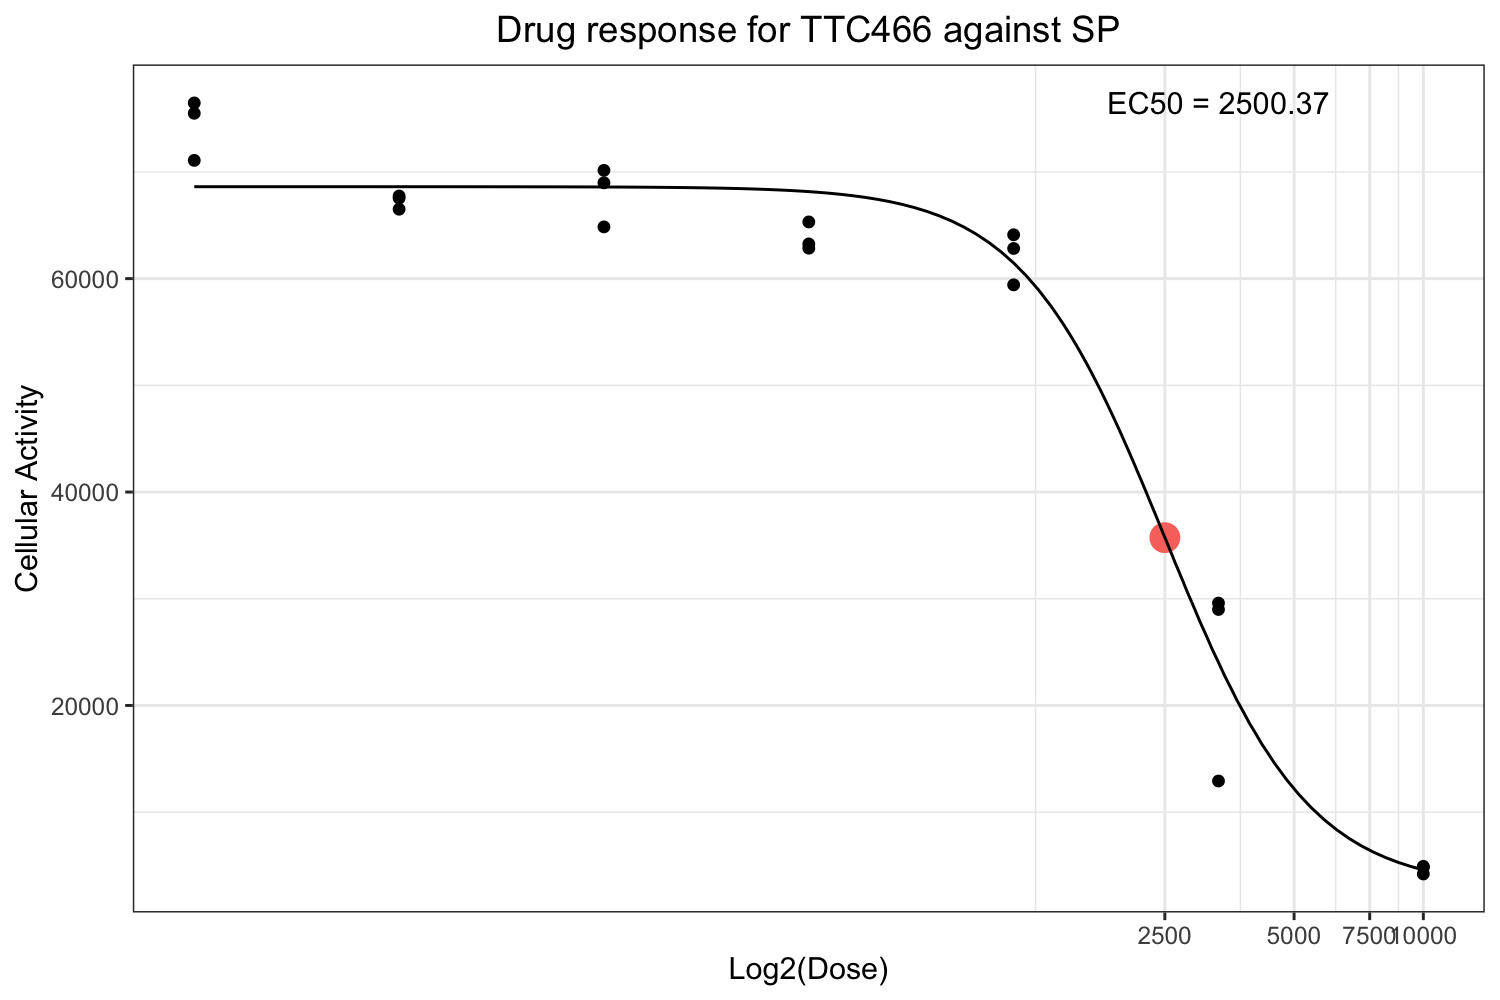 Drug response for TTC466 against SP
EC50 = 2500.37
Cellular Activity
60000
40000
20000
2500 5000 7500 10000
Log2(Dose)